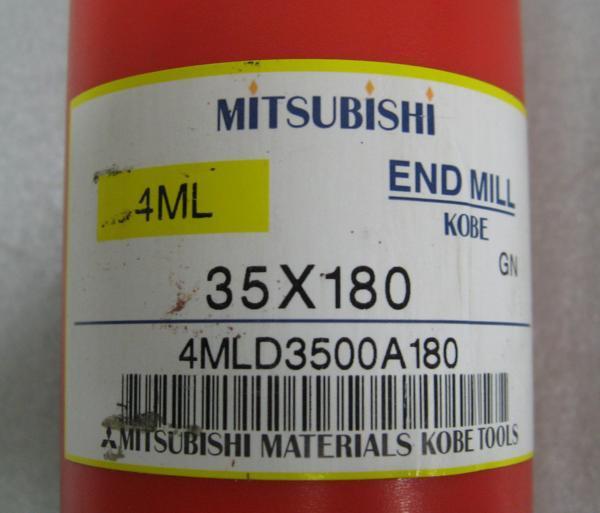 MiTSUBiSHi
4ML
END MILL
KOBE
GN
35X180
4MLD3500A180
MITSUBISHI MATERIALS KOBE TOOLS